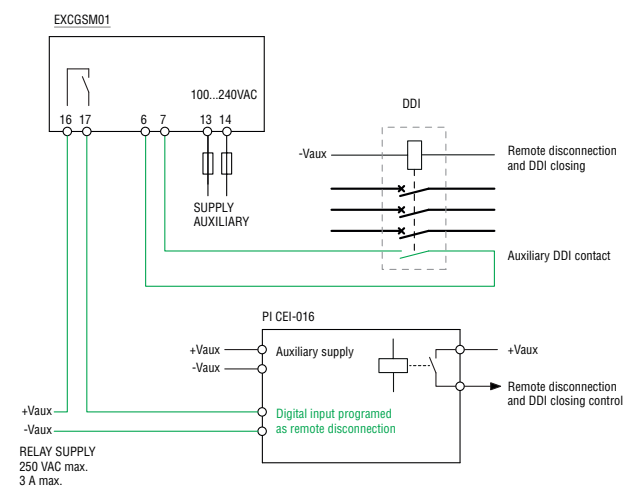 EXCGSM01
100...240VAC
16 17 6 7 13 14
SUPPLY
AUXILIARY
DDI
-Vaux
Remote disconnection
and DDI closing
Auxiliary DDI contact
PI CEI-016
+Vaux
-Vaux
Auxiliary supply
+Vaux
Remote disconnection
and DDI closing control
Digital input programed
as remote disconnection
+Vaux
-Vaux
RELAY SUPPLY
250 VAC max.
3 A max.